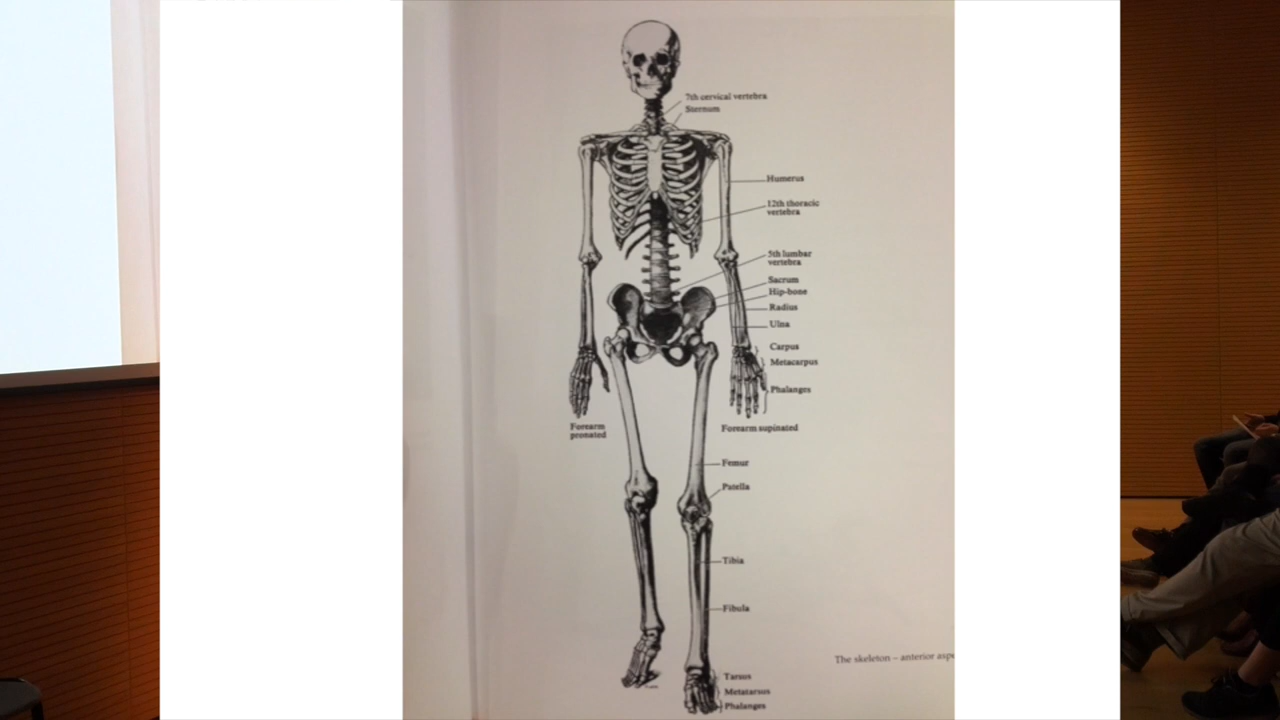 7th cervical vertebra
Sternum
Humerus
12th thoracic
vertebra
5th lumbar
vertebra
Sacrum
Hip-bone
Radius
Ulna
Carpus
Metacarpus
Phalanges
Forearm
pronated
Forearm supinated
Femur
Patella
Tibia
Fibula
The skeleton – anterior aspe
Tarsus
Metatarsus
Phalanges